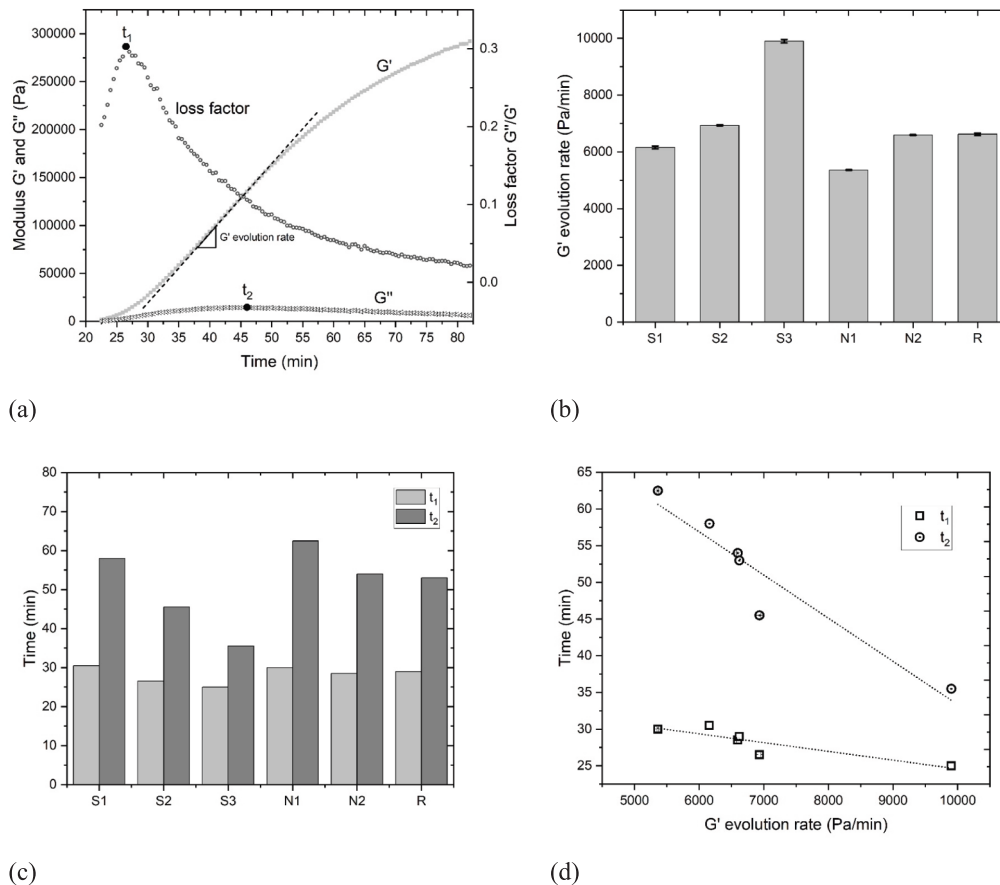 300000
250000
200000
150000
100000
50000
0
Modulus G' and G" (Pa)
t1
loss factor
G'
G' evolution rate
t2
G"
0.3
0.2
0.1
0.0
Loss factor G"/G'
20 25 30 35 40 45 50 55 60 65 70 75 80
Time (min)
(a)
10000
8000
6000
4000
2000
0
G' evolution rate (Pa/min)
S1 S2 S3 N1 N2 R
(b)
80
70
60
50
40
30
20
10
0
Time (min)
t1
t2
S1 S2 S3 N1 N2 R
(c)
65
60
55
50
45
40
35
30
25
Time (min)
t1
t2
5000 6000 7000 8000 9000 10000
G' evolution rate (Pa/min)
(d)